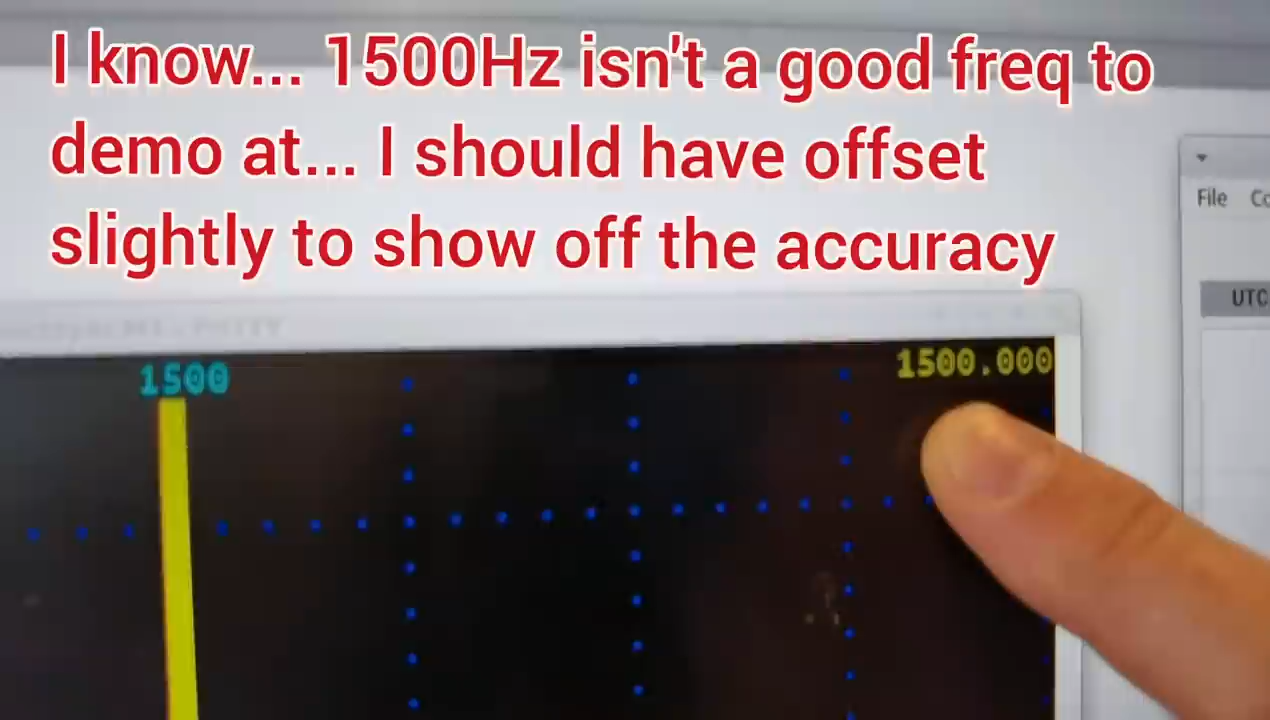 I know... 1500Hz isn't a good freq to
demo at... I should have offset
slightly to show off the accuracy
File
UTC
1500
1500.000